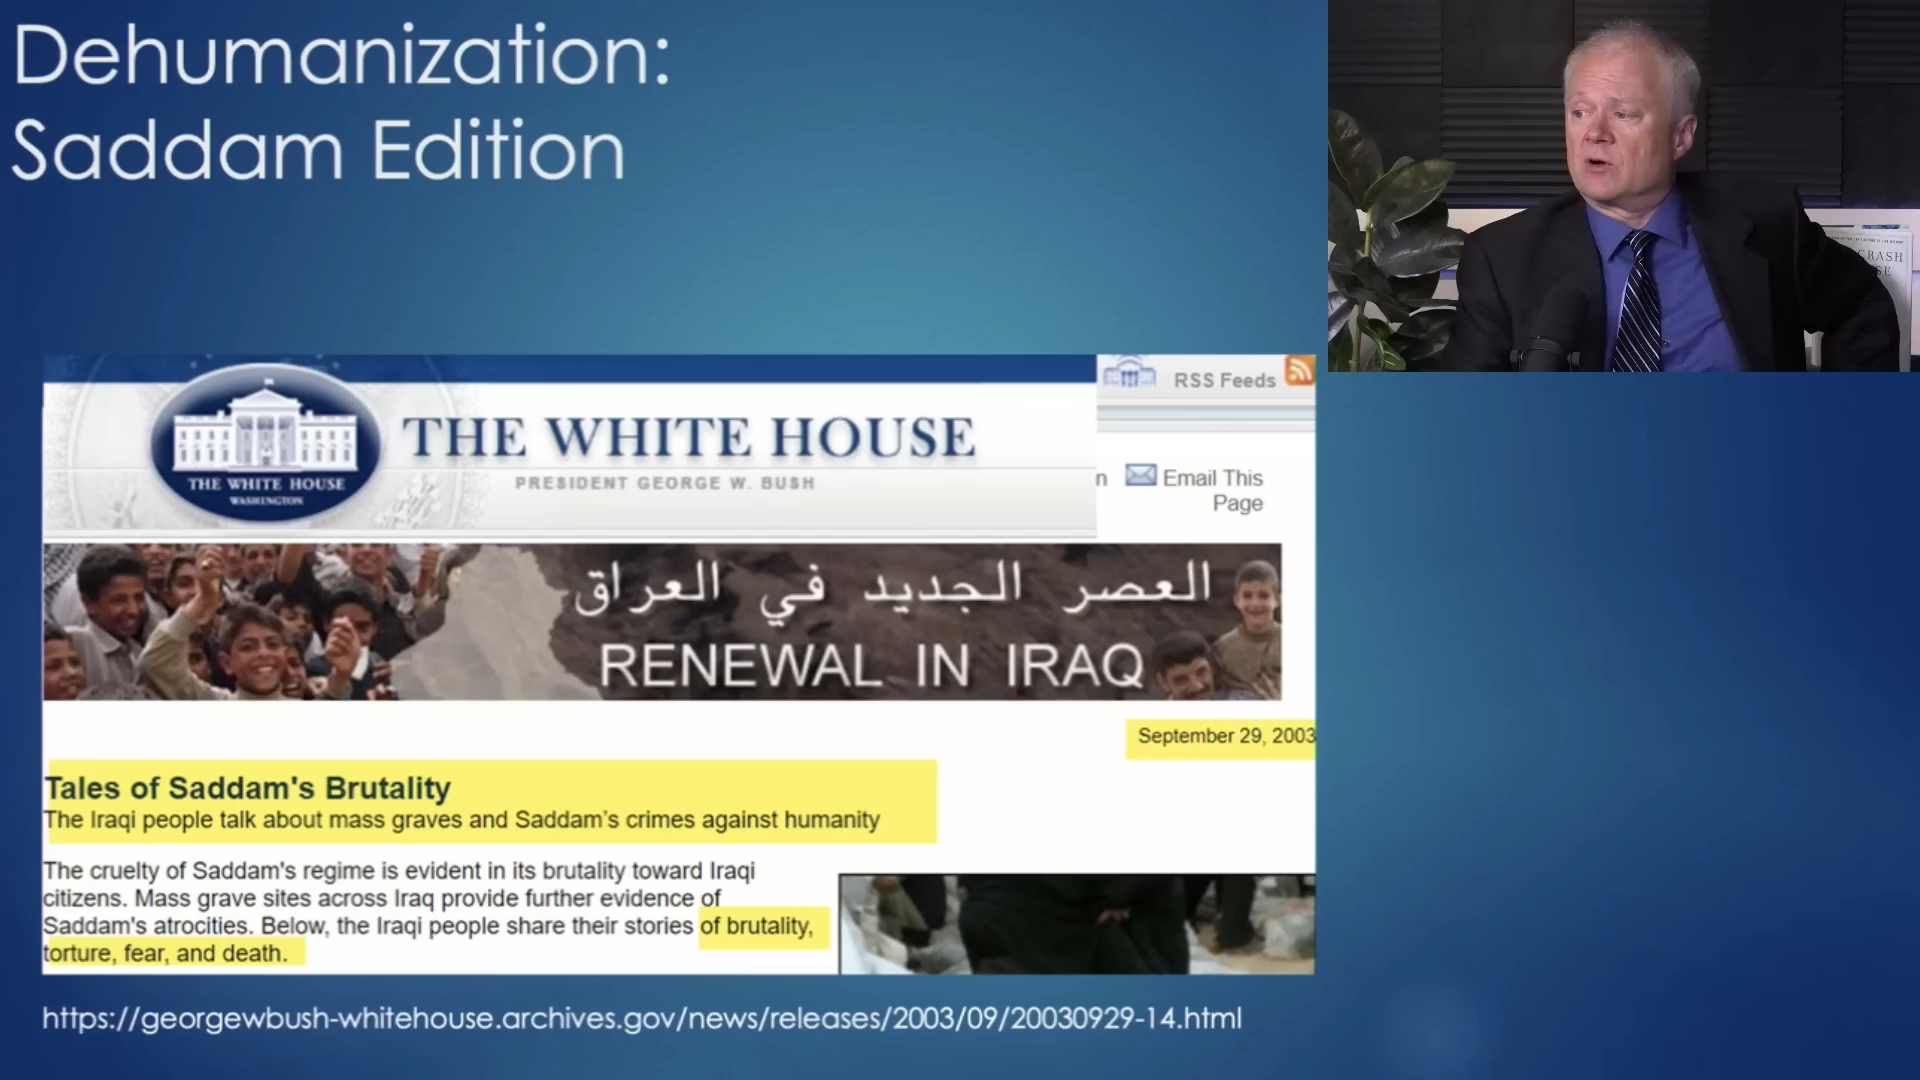 Dehumanization:
Saddam Edition
CRASH
THE WHITE HOUSE
WASHINGTON
THE WHITE HOUSE
PRESIDENT GEORGE W. BUSH
RSS Feeds
n Email This
Page
العصر الجديد في العراق
RENEWAL IN IRAQ
September 29, 2003
Tales of Saddam's Brutality
The Iraqi people talk about mass graves and Saddam's crimes against humanity
The cruelty of Saddam's regime is evident in its brutality toward Iraqi
citizens. Mass grave sites across Iraq provide further evidence of
Saddam's atrocities. Below, the Iraqi people share their stories of brutality,
torture, fear, and death.
https://georgewbush-whitehouse.archives.gov/news/releases/2003/09/20030929-14.html